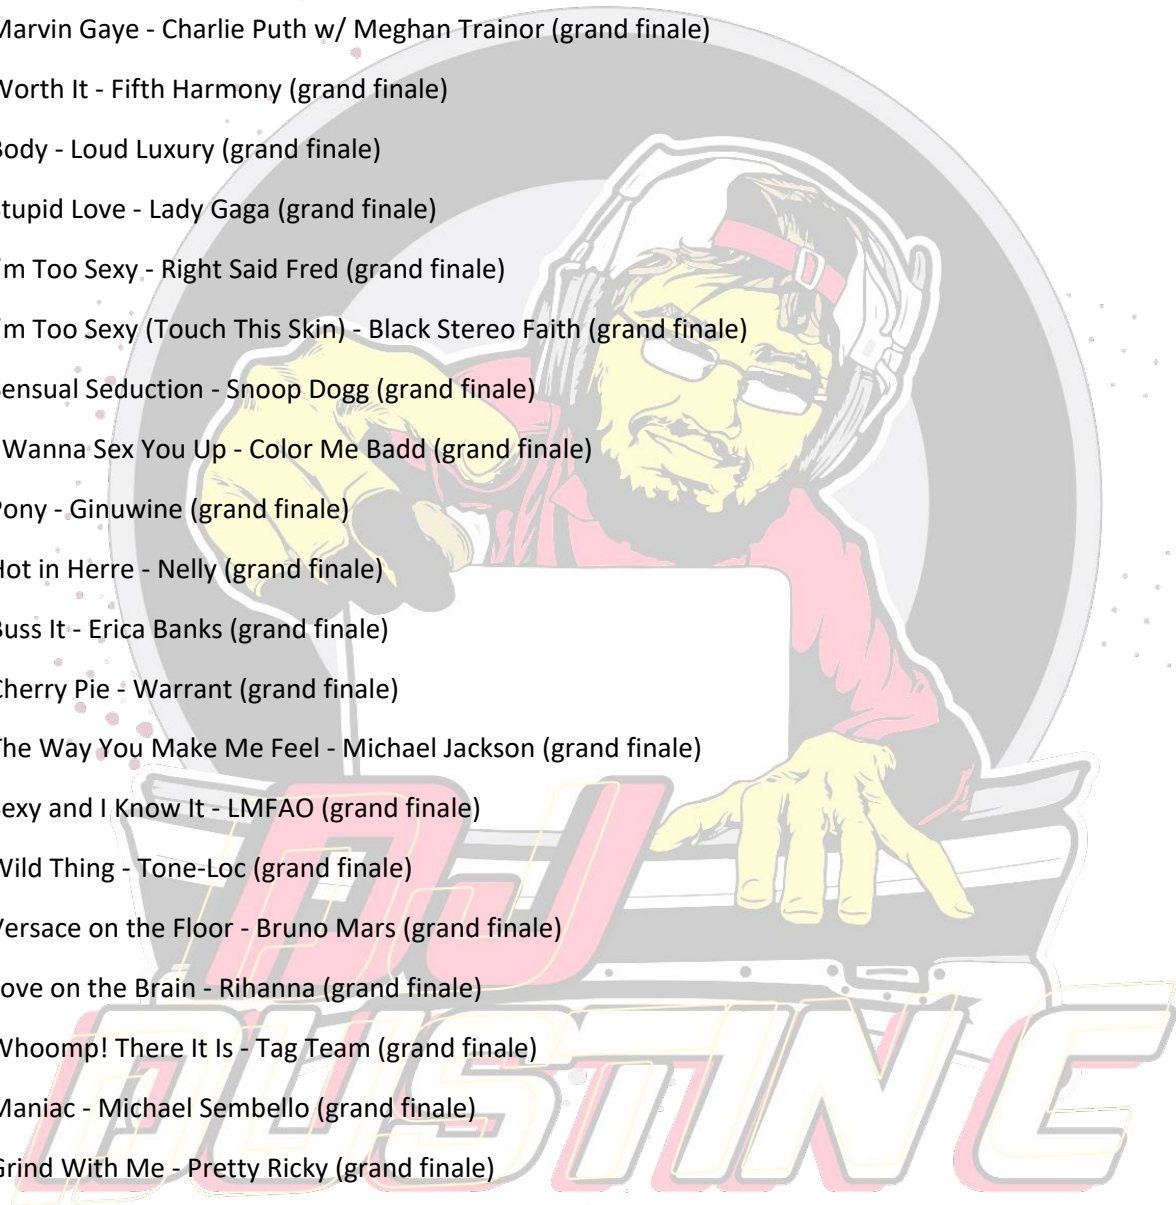 Marvin Gaye - Charlie Puth w/ Meghan Trainor (grand finale)
Worth It - Fifth Harmony (grand finale)
Body - Loud Luxury (grand finale)
tupid Love - Lady Gaga (grand finale)
'm Too Sexy - Right Said Fred (grand finale)
'm Too Sexy (Touch This Skin) - Black Stereo Faith (grand finale)
Sensual Seduction - Snoop Dogg (grand finale)
Wanna Sex You Up - Color Me Badd (grand finale)
Pony - Ginuwine (grand finale)
Hot in Herre - Nelly (grand finale)
Buss It - Erica Banks (grand finale)
Cherry Pie - Warrant (grand finale)
The Way You Make Me Feel - Michael Jackson (grand finale)
Sexy and I Know It - LMFAO (grand finale)
Wild Thing - Tone-Loc (grand finale)
Versace on the Floor - Bruno Mars (grand finale)
ove on the Brain - Rihanna (grand finale)
Whoomp! There It Is - Tag Team (grand finale)
Maniac - Michael Sembello (grand finale)
Grind With Me - Pretty Ricky (grand finale)
DJ
DUSTIN C